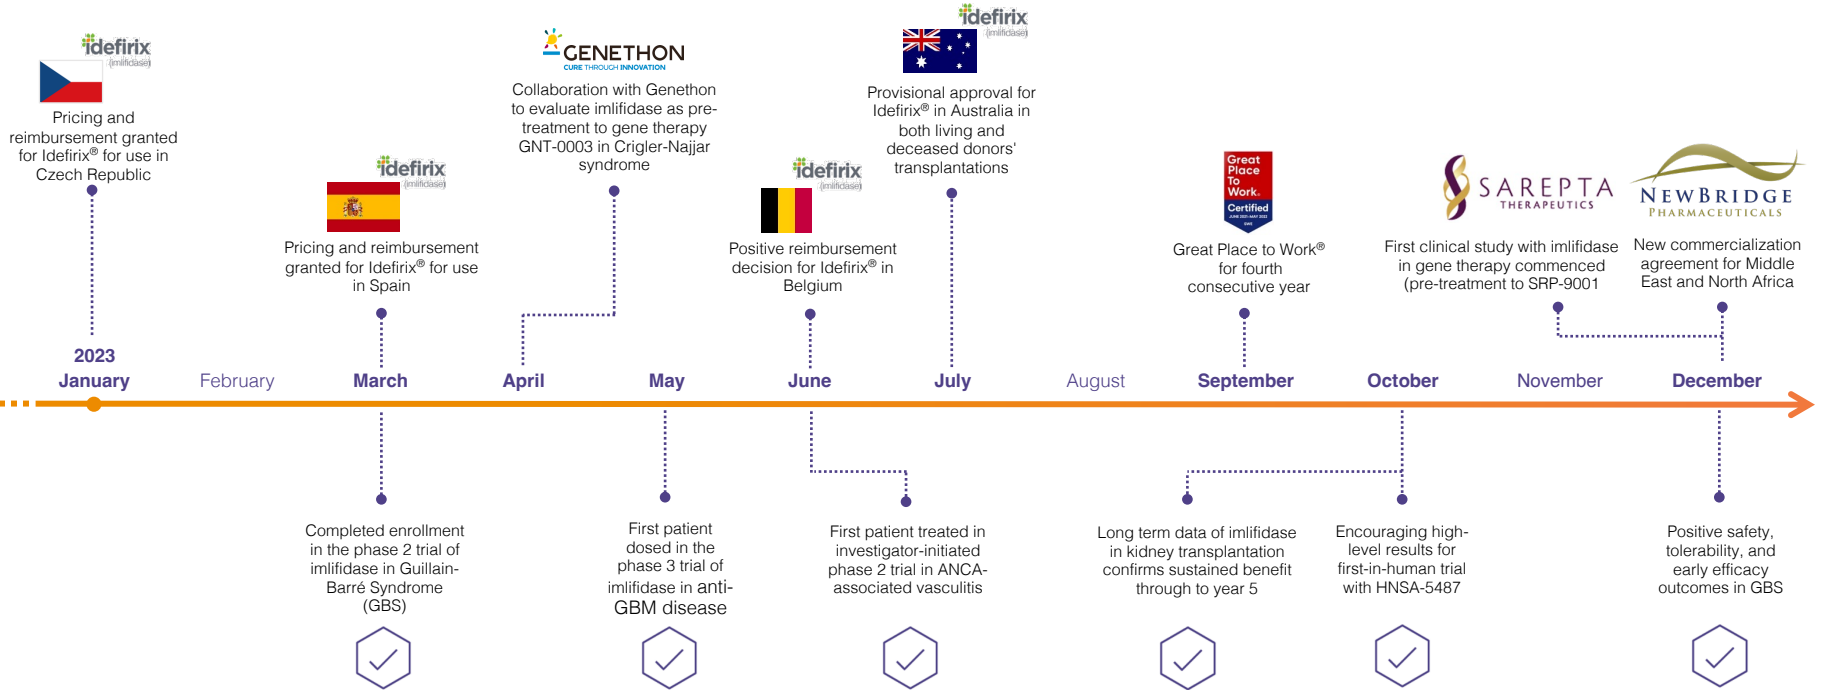 idefirix
(imlifidase)
Pricing and
reimbursement granted
for Idefirix® for use in
Czech Republic
idefirix
(imlifidase)
Pricing and reimbursement
granted for Idefirix® for use
in Spain
GENETHON
CURE THROUGH INNOVATION
Collaboration with Genethon
to evaluate imlifidase as pre-
treatment to gene therapy
GNT-0003 in Crigler-Najjar
syndrome
idefirix
(imlifidase)
Positive reimbursement
decision for Idefirix® in
Belgium
idefirix
(imlifidase)
Provisional approval for
Idefirix® in Australia in
both living and
deceased donors'
transplantations
Great
Place
To
Work.
Certified
JUNE 2021-MAY 2022
SWE
Great Place to Work®
for fourth
consecutive year
SAREPTA
THERAPEUTICS
First clinical study with imlifidase
in gene therapy commenced
(pre-treatment to SRP-9001
NEWBRIDGE
PHARMACEUTICALS
New commercialization
agreement for Middle
East and North Africa
2023
January
February
March
April
May
June
July
August
September
October
November
December
Completed enrollment
in the phase 2 trial of
imlifidase in Guillain-
Barré Syndrome
(GBS)
First patient
dosed in the
phase 3 trial of
imlifidase in anti-
GBM disease
First patient treated in
investigator-initiated
phase 2 trial in ANCA-
associated vasculitis
Long term data of imlifidase
in kidney transplantation
confirms sustained benefit
through to year 5
Encouraging high-
level results for
first-in-human trial
with HNSA-5487
Positive safety,
tolerability, and
early efficacy
outcomes in GBS